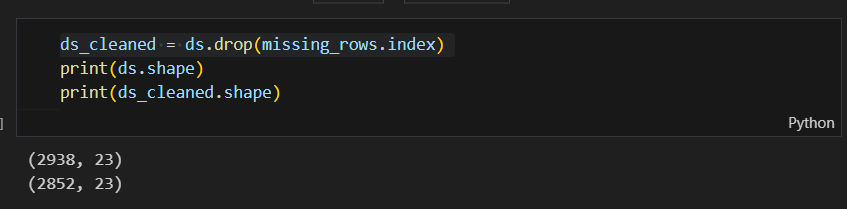 ds_cleaned = ds.drop(missing_rows.index)
print(ds.shape)
print(ds_cleaned.shape)
]
Python
(2938, 23)
(2852, 23)